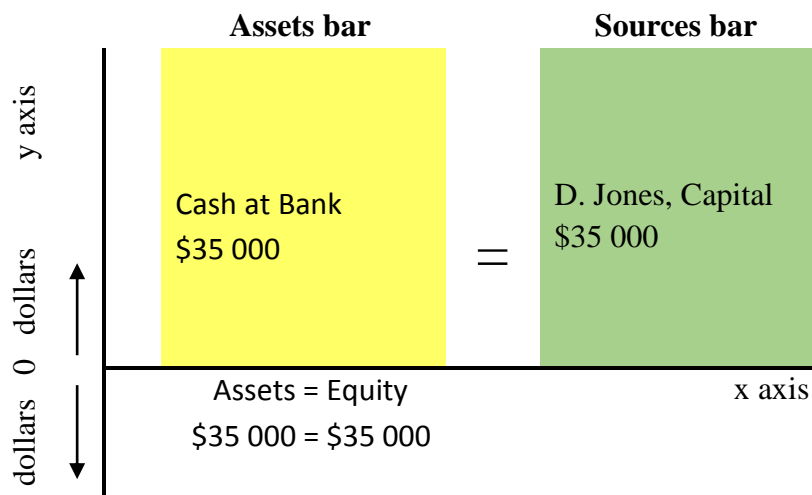 Assets bar
Sources bar
y axis
Cash at Bank
$35 000
=
D. Jones, Capital
$35 000
dollars 0 dollars
Assets = Equity
$35 000 = $35 000
x axis